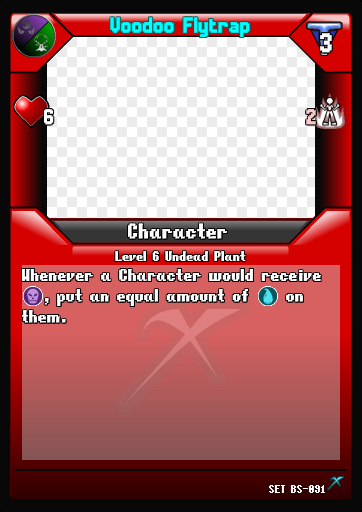 Voodoo Flytrap
3
6
2
Character
Level 6 Undead Plant
Whenever a Character would receive
, put an equal amount of on
them.
SET BS-091